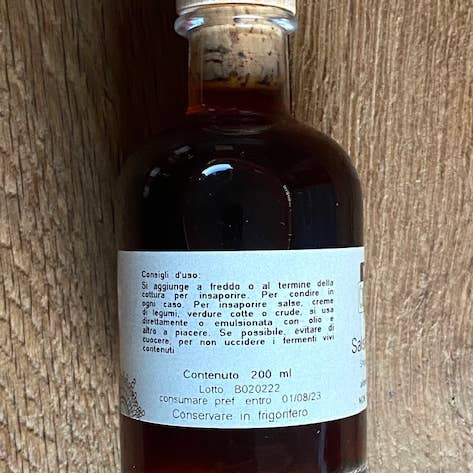 Consigli d'uso:
Si aggiunge a freddo o al termine della
cottura per insaporire. Per condire in
ogni caso. Per insaporire salse, creme
di legumi, verdure cotte o crude, si usa
direttamente o emulsionata con olio e
altro a piacere. Se possibile, evitare di
cuocere, per non uccidere i fermenti vivi
contenuti
Contenuto 200 ml
Lotto B020222
consumare pref entro 01/08/23
Conservare in frigorifero